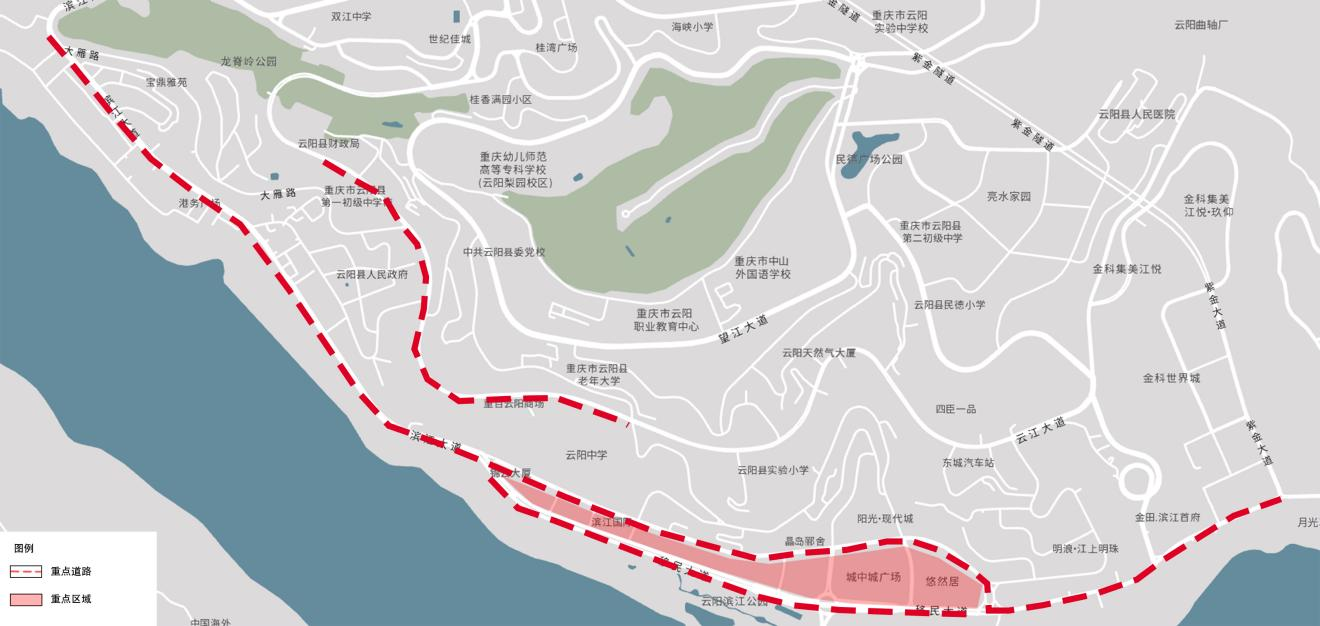 滨江
双江中学
世纪佳城
桂湾广场
海峡小学
金隧道
重庆市云阳
实验中学校
云阳曲轴厂
大雁路
龙脊岭公园
宝鼎雅苑
紫金隧道
桂香满园小区
云阳县人民医院
紫金隧道
云阳县财政局
重庆幼儿师范
高等专科学校
(云阳梨园校区)
民德广场公园
大雁路
重庆市云阳县
第一初级中学
亮水家园
金科集美
江悦•玖仰
重庆市云阳县
第二初级中学
中共云阳县委党校
重庆市中山
外国语学校
云阳县人民政府
金科集美江悦
紫金大道
云阳县民德小学
重庆市云阳
职业教育中心
望江大道
云阳天然气大厦
重庆市云阳县
老年大学
金科世界城
重百云阳商场
四臣一品
云江大道
滨江大道
紫金大道
云阳中学
云阳县实验小学
东城汽车站
大厦
滨江国际
阳光•现代城
金田.滨江首府
月光
晶岛郦舍
明浪•江上明珠
图例
重点道路
重点区域
移民大道
城中城广场
悠然居
云阳滨江公园
移民大道
中国海外